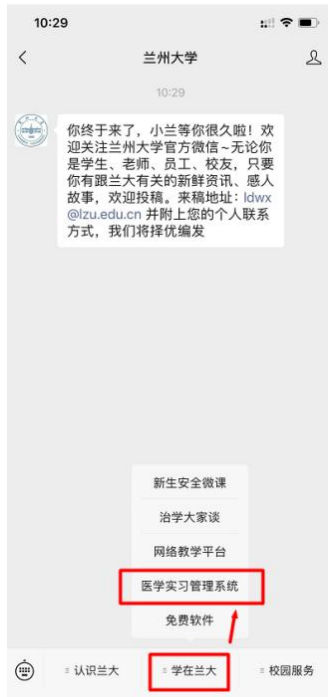 10:29
兰州大学
10:29
你终于来了，小兰等你很久啦！欢
迎关注兰州大学官方微信~无论你
是学生、老师、员工、校友，只要
你有跟兰大有关的新鲜资讯、感人
故事，欢迎投稿。来稿地址：ldwx
@lzu.edu.cn 并附上您的个人联系
方式，我们将择优编发
新生安全微课
治学大家谈
网络教学平台
医学实习管理系统
免费软件
认识兰大
学在兰大
校园服务